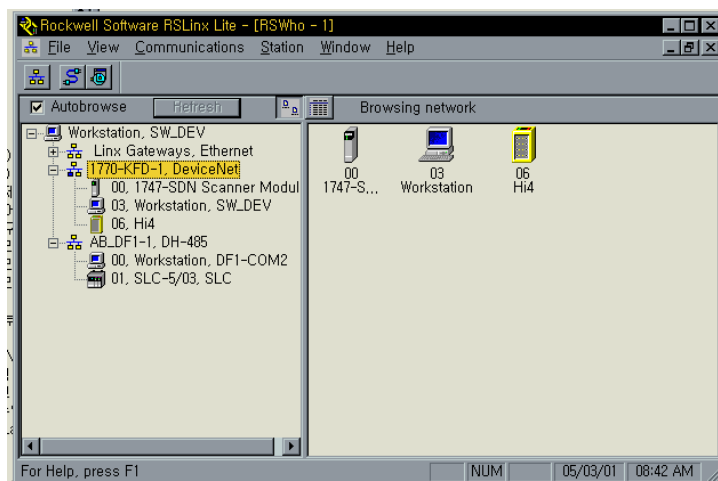 Rockwell Software RSLinx Lite - [RSWho - 1]
File View Communications Station Window Help
Autobrowse Refresh Browsing network
Workstation, SW_DEV
Linx Gateways, Ethernet
1770-KFD-1, DeviceNet
00, 1747-SDN Scanner Modul
03, Workstation, SW_DEV
06, Hi4
AB_DF1-1, DH-485
00, Workstation, DF1-COM2
01, SLC-5/03, SLC
00 03 06
1747-S... Workstation Hi4
For Help, press F1 NUM 05/03/01 08:42 AM